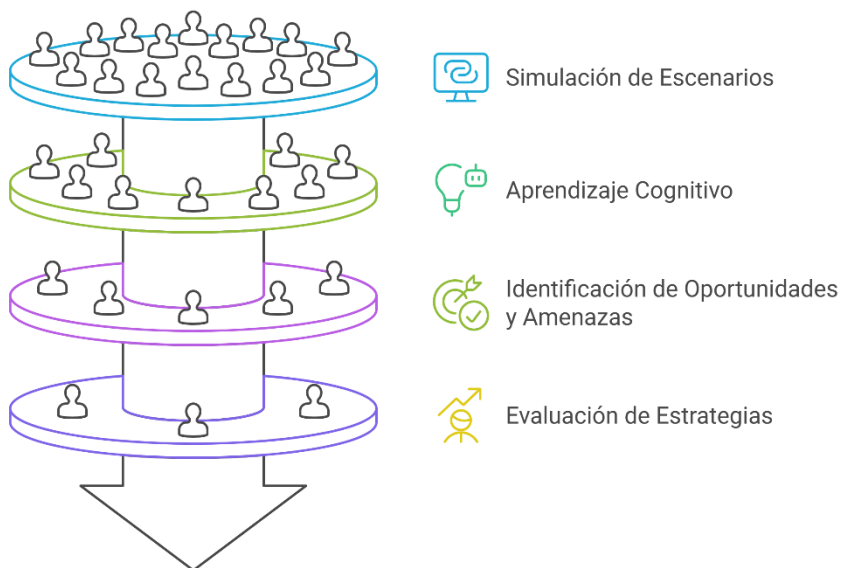 Simulación de Escenarios
Aprendizaje Cognitivo
Identificación de Oportunidades
y Amenazas
Evaluación de Estrategias